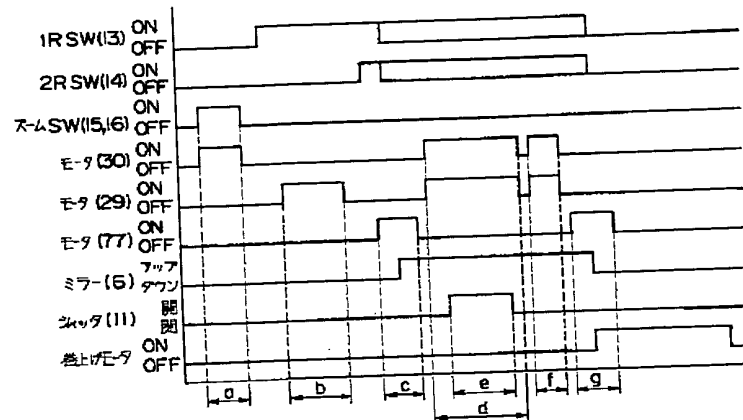 1R SW(13) ON
OFF
2R SW(14) ON
OFF
ズームSW(15,16) ON
OFF
モータ(30) ON
OFF
モータ(29) ON
OFF
モータ(77) ON
OFF
ミラー(6) アップ
ダウン
シャッタ(11) 開
閉
巻上げモータ ON
OFF
a b c e f g
d